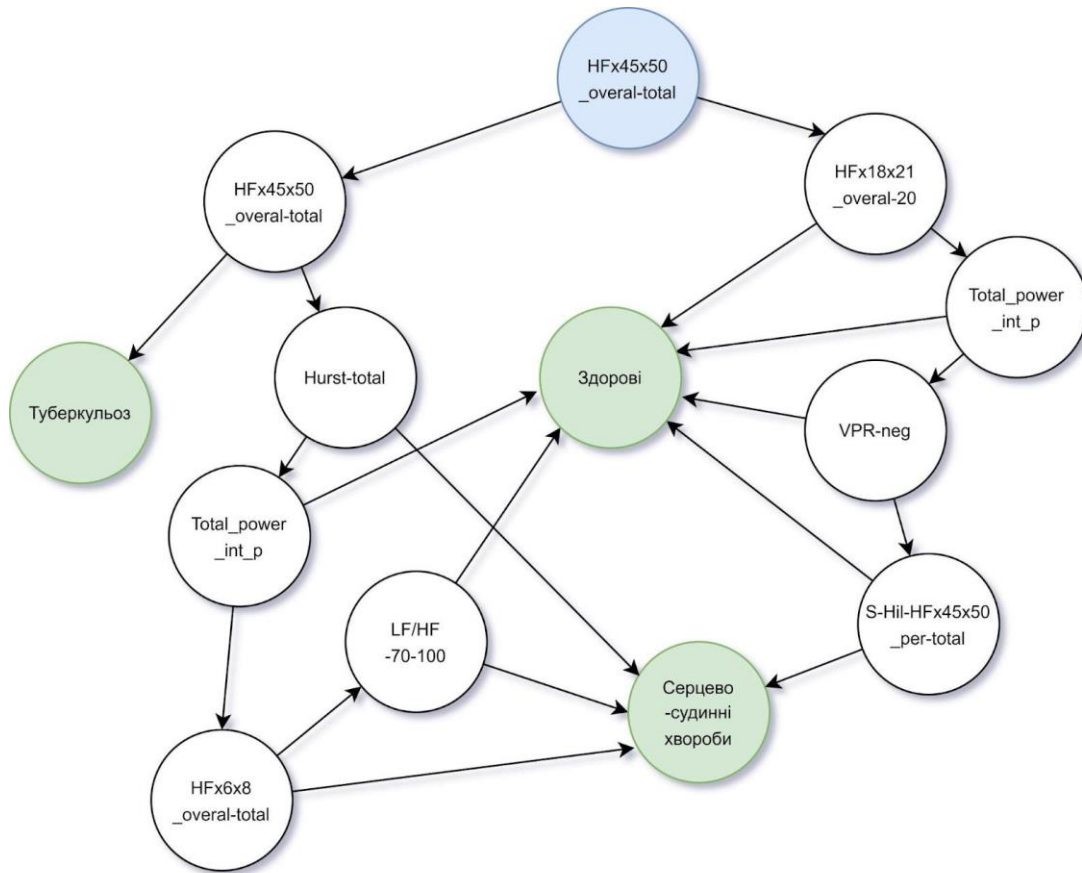 HFx45x50
_overal-total
HFx45x50
_overal-total
HFx18x21
_overal-20
Total_power
_int_p
Туберкульоз
Hurst-total
Здорові
VPR-neg
Total_power
_int_p
LF/HF
-70-100
S-Hil-HFx45x50
_per-total
Серцево
-судинні
хвороби
HFx6x8
_overal-total